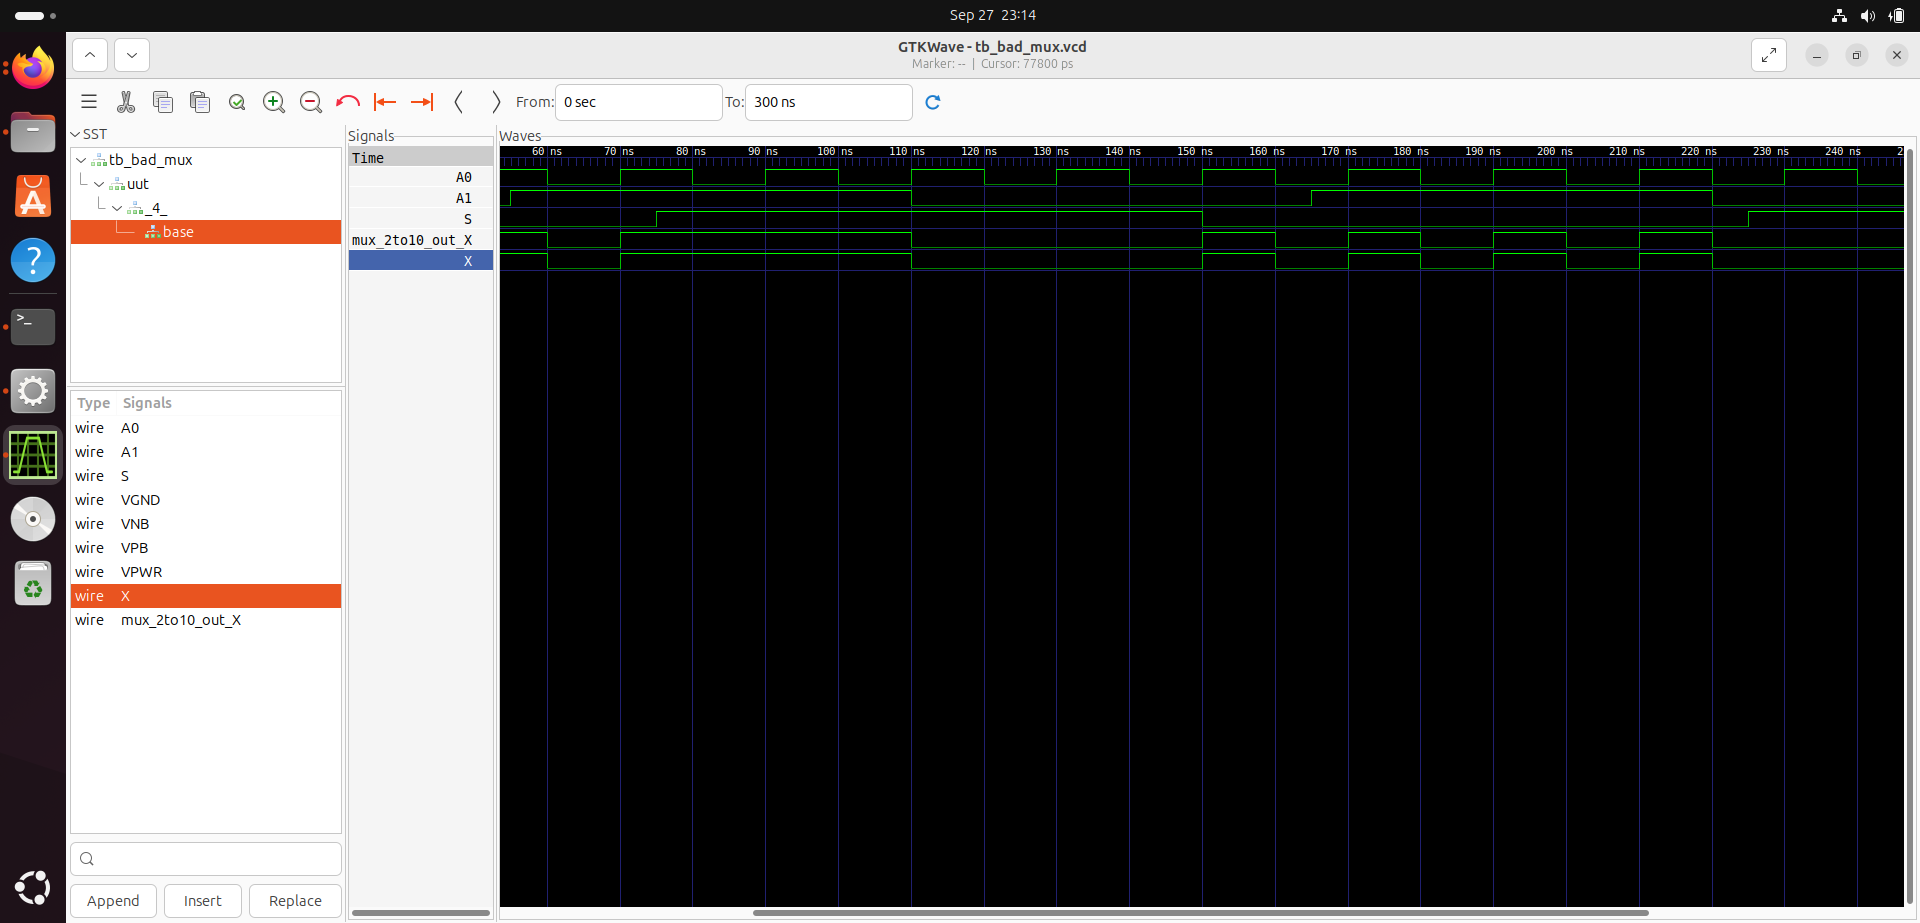 Sep 27 23:14
GTKWave - tb_bad_mux.vcd
Marker: -- | Cursor: 77800 ps
From: 0 sec To: 300 ns
SST
tb_bad_mux
uut
_4_
base
Type Signals
wire A0
wire A1
wire S
wire VGND
wire VNB
wire VPB
wire VPWR
wire X
wire mux_2to10_out_X
Append Insert Replace
Signals
Time
A0
A1
S
mux_2to10_out_X
X
Waves
60 ns 70 ns 80 ns 90 ns 100 ns 110 ns 120 ns 130 ns 140 ns 150 ns 160 ns 170 ns 180 ns 190 ns 200 ns 210 ns 220 ns 230 ns 240 ns 2